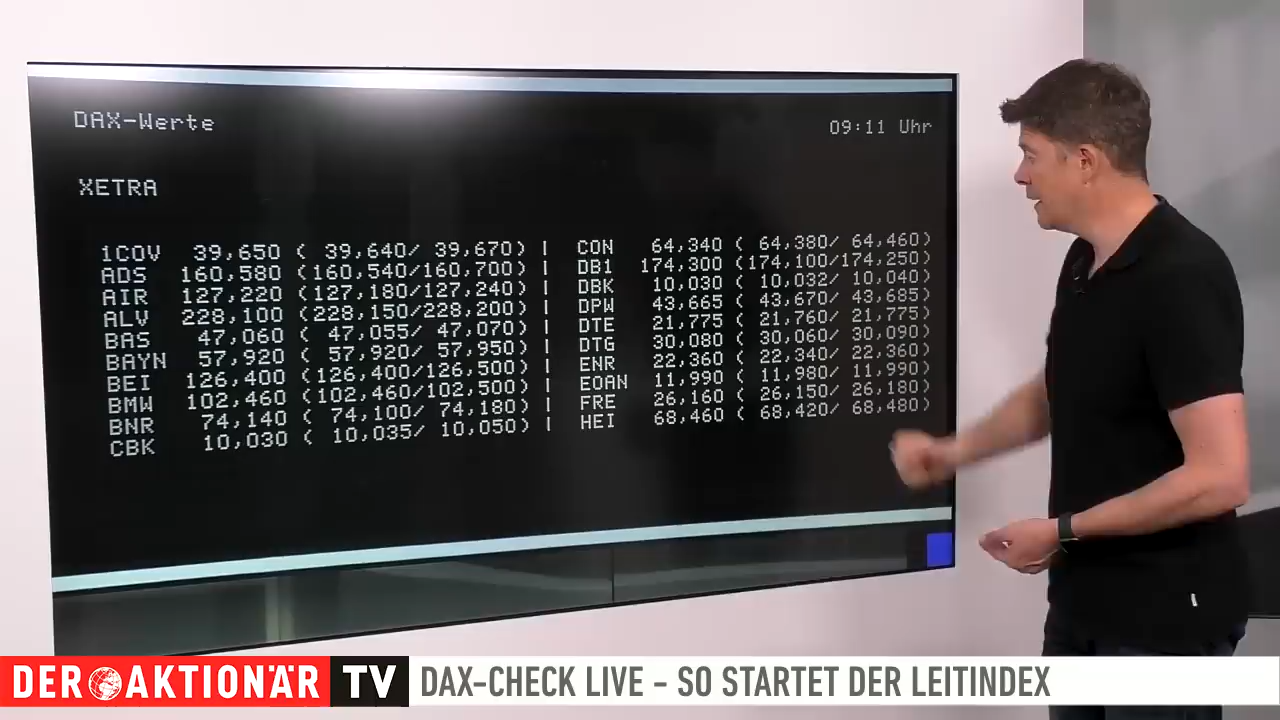 DAX-Werte
09:11 Uhr
XETRA
1COV 39,650 ( 39,640/ 39,670) | CON 64,340 ( 64,380/ 64,460)
ADS 160,580 (160,540/160,700) | DB1 174,300 (174,100/174,250)
AIR 127,220 (127,180/127,240) | DBK 10,030 ( 10,032/ 10,040)
ALV 228,100 (228,150/228,200) | DPW 43,665 ( 43,670/ 43,685)
BAS 47,060 ( 47,055/ 47,070) | DTE 21,775 ( 21,760/ 21,775)
BAYN 57,920 ( 57,920/ 57,950) | DTG 30,080 ( 30,060/ 30,090)
BEI 126,400 (126,400/126,500) | ENR 22,360 ( 22,340/ 22,360)
BMW 102,460 (102,460/102,500) | EOAN 11,990 ( 11,980/ 11,990)
BNR 74,140 ( 74,100/ 74,180) | FRE 26,160 ( 26,150/ 26,180)
CBK 10,030 ( 10,035/ 10,050) | HEI 68,460 ( 68,420/ 68,480)
DER AKTIONÄR TV
DAX-CHECK LIVE - SO STARTET DER LEITINDEX